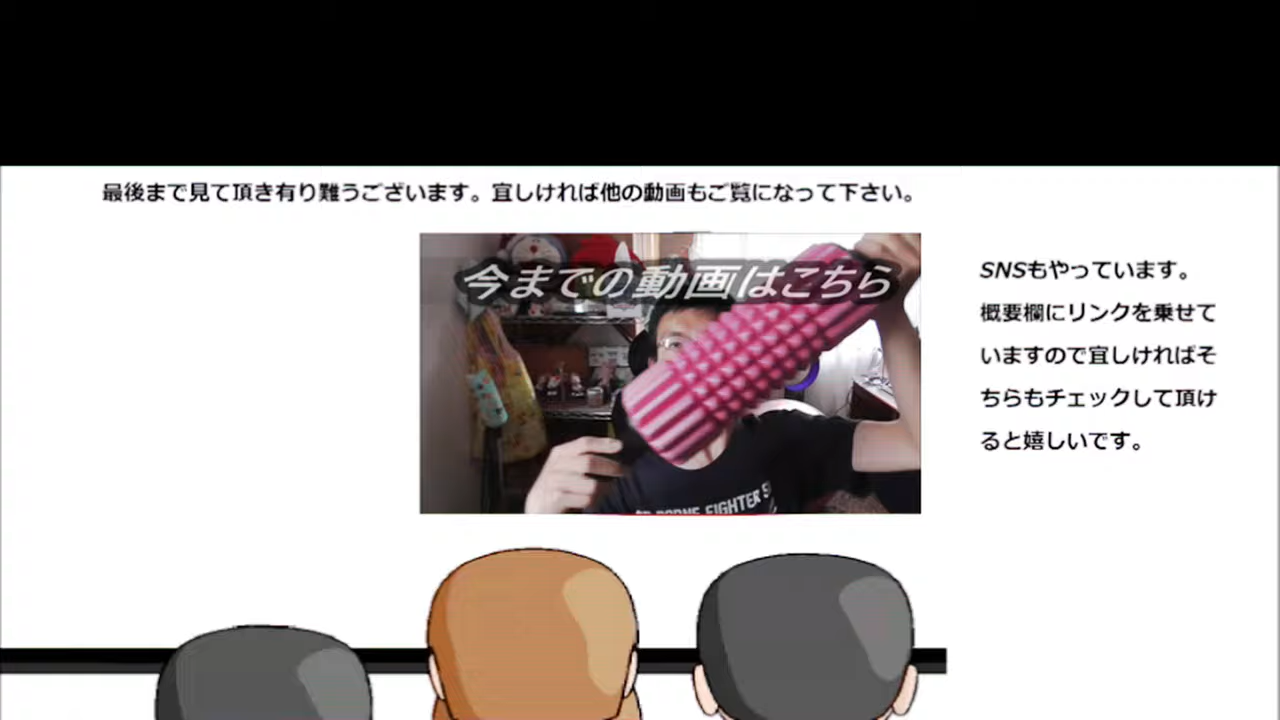 最後まで見て頂き有り難うございます。宜しければ他の動画もご覧になって下さい。
今までの動画はこちら
SNSもやっています。
概要欄にリンクを乗せて
いますので宜しければそ
ちらもチェックして頂け
ると嬉しいです。
FIGHTER